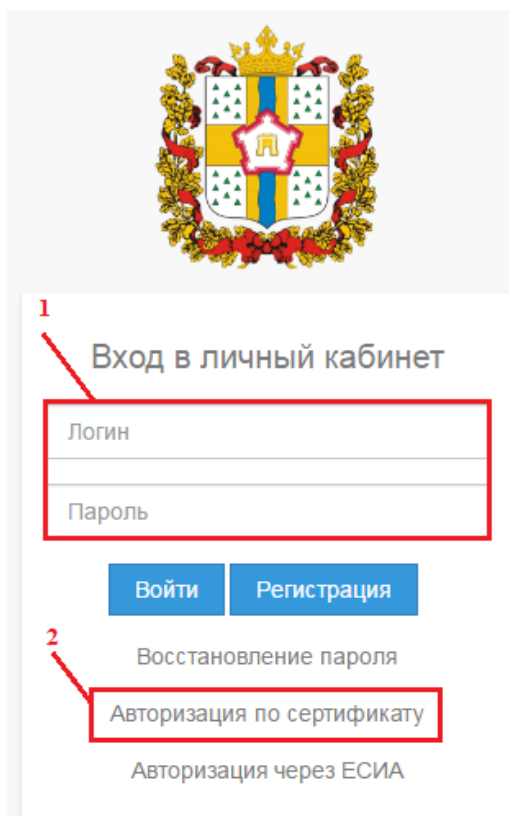 1
Вход в личный кабинет
Логин
Пароль
Войти Регистрация
2
Восстановление пароля
Авторизация по сертификату
Авторизация через ЕСИА